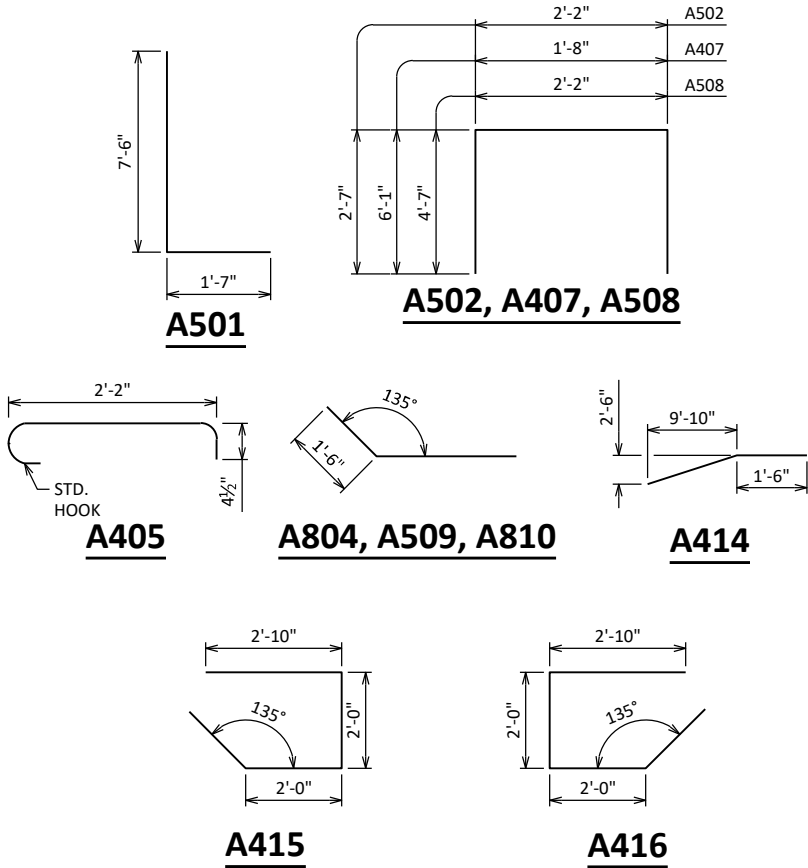 2'-2" A502
1'-8" A407
2'-2" A508
7'-6"
2'-7" 6'-1" 4'-7"
1'-7"
A501
A502, A407, A508
2'-2"
STD.
HOOK
4½"
A405
135°
1'-6"
A804, A509, A810
2'-6"
9'-10"
1'-6"
A414
2'-10"
135°
2'-0"
2'-0"
A415
2'-10"
2'-0"
135°
2'-0"
A416